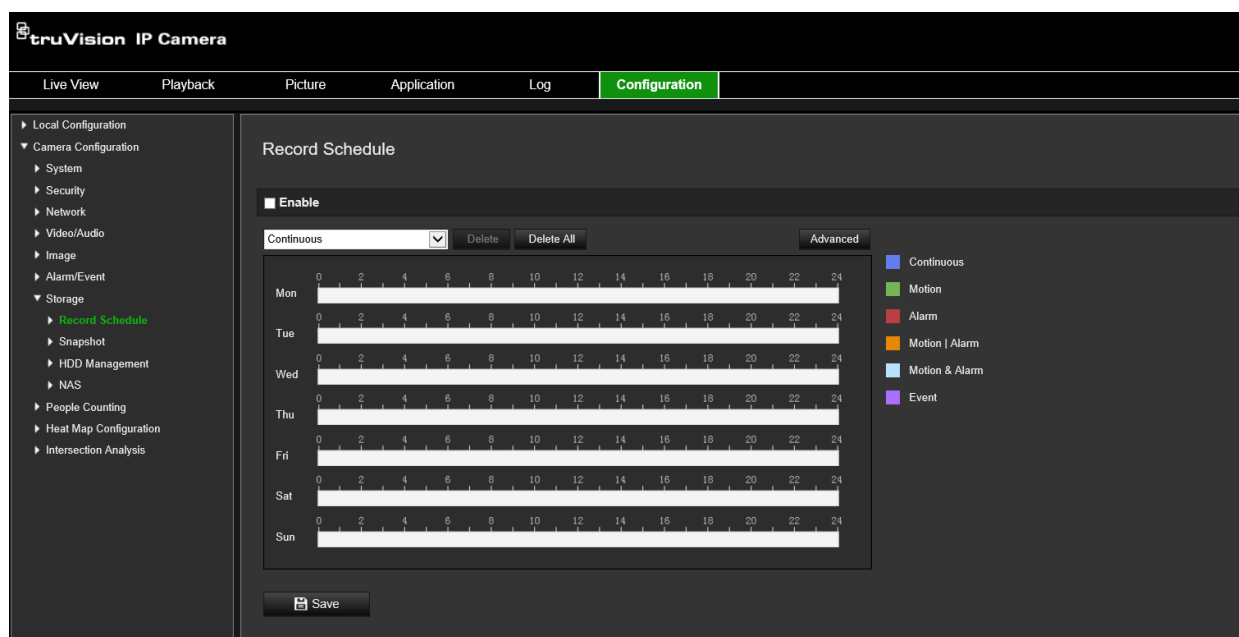 truVision IP Camera
Live View Playback Picture Application Log Configuration
Local Configuration
Camera Configuration
System
Security
Network
Video/Audio
Image
Alarm/Event
Storage
Record Schedule
Snapshot
HDD Management
NAS
People Counting
Heat Map Configuration
Intersection Analysis
Record Schedule
Enable
Continuous Delete Delete All Advanced
0 2 4 6 8 10 12 14 16 18 20 22 24
Mon
0 2 4 6 8 10 12 14 16 18 20 22 24
Tue
0 2 4 6 8 10 12 14 16 18 20 22 24
Wed
0 2 4 6 8 10 12 14 16 18 20 22 24
Thu
0 2 4 6 8 10 12 14 16 18 20 22 24
Fri
0 2 4 6 8 10 12 14 16 18 20 22 24
Sat
0 2 4 6 8 10 12 14 16 18 20 22 24
Sun
Continuous
Motion
Alarm
Motion | Alarm
Motion & Alarm
Event
Save